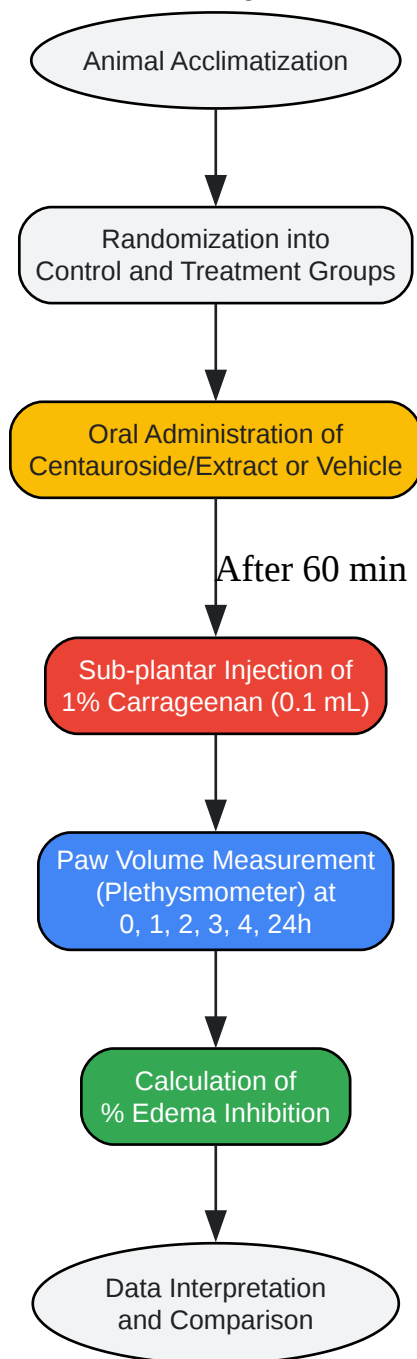 Animal Acclimatization
Randomization into
Control and Treatment Groups
Oral Administration of
Centauroside/Extract or Vehicle
After 60 min
Sub-plantar Injection of
1% Carrageenan (0.1 mL)
Paw Volume Measurement
(Plethysmometer) at
0, 1, 2, 3, 4, 24h
Calculation of
% Edema Inhibition
Data Interpretation
and Comparison